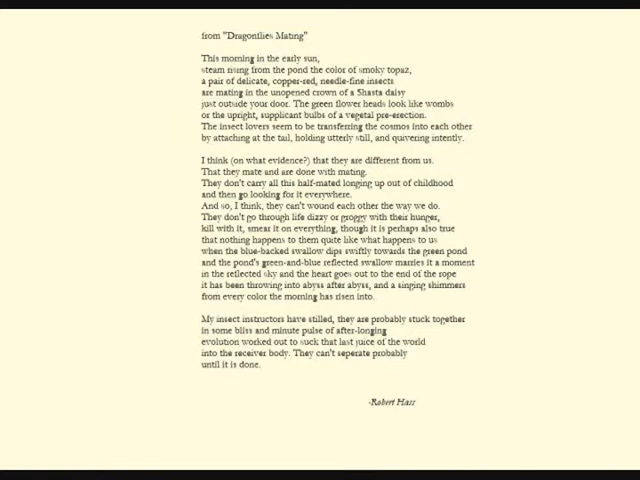 from "Dragonflies Mating"
This morning in the early sun,
steam rising from the pond the color of smoky topaz,
a pair of delicate, copper-red, needle-fine insects
are mating in the unopened crown of a Shasta daisy
just outside your door. The green flower heads look like wombs
or the upright, supplicant bulbs of a vegetal pre-erection.
The insect lovers seem to be transferring the cosmos into each other
by attaching at the tail, holding utterly still, and quivering intently.
I think (on what evidence?) that they are different from us.
That they mate and are done with mating.
They don't carry all this half-mated longing up out of childhood
and then go looking for it everywhere.
And so, I think, they can't wound each other the way we do.
They don't go through life dizzy or groggy with their hunger,
kill with it, smear it on everything, though it is perhaps also true
that nothing happens to them quite like what happens to us
when the blue-backed swallow dips swiftly towards the green pond
and the pond's green-and-blue reflected swallow marries it a moment
in the reflected sky and the heart goes out to the end of the rope
it has been throwing into abyss after abyss, and a singing shimmers
from every color the morning has risen into.
My insect instructors have stilled, they are probably stuck together
in some bliss and minute pulse of after-longing
evolution worked out to suck that last juice of the world
into the receiver body. They can't seperate probably
until it is done.
-Robert Hass